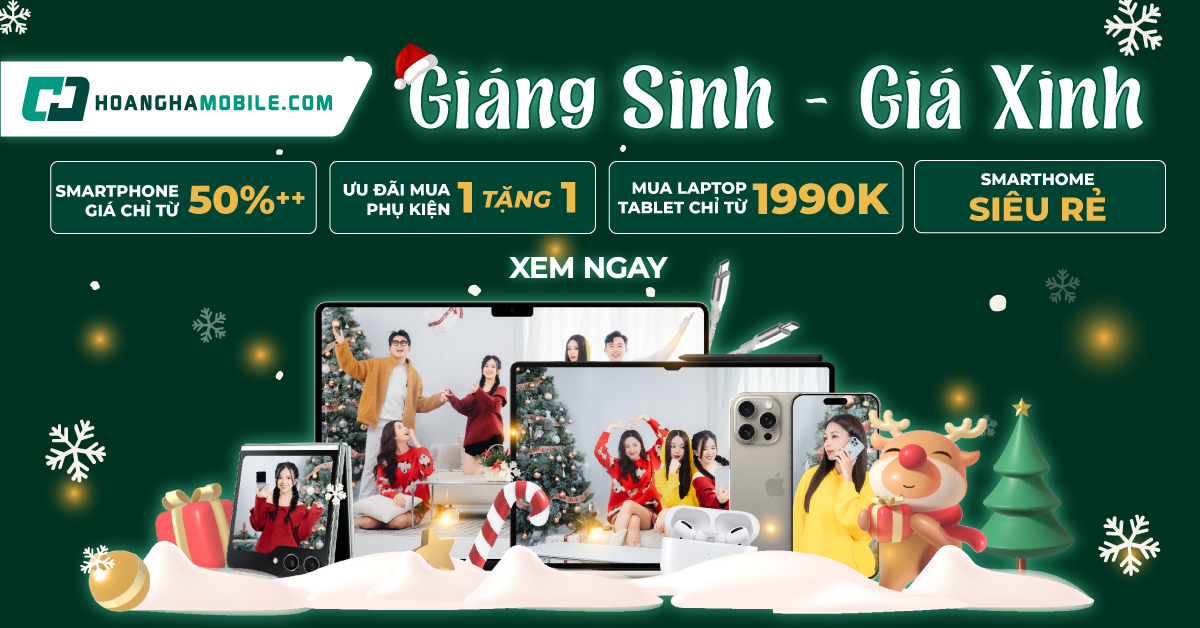 HOANGHAMOBILE.COM
Giáng Sinh - Giá Xinh
SMARTPHONE
GIÁ CHỈ TỪ 50%++
ƯU ĐÃI MUA
PHỤ KIỆN 1 TẶNG 1
MUA LAPTOP
TABLET CHỈ TỪ 1990K
SMARTHOME
SIÊU RẺ
XEM NGAY